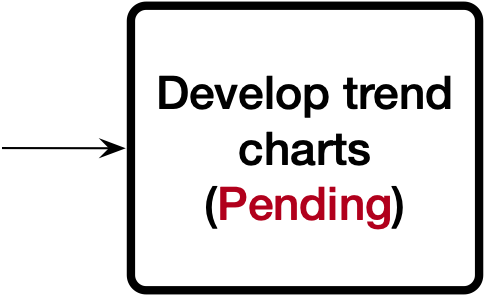 Develop trend
charts
(Pending)